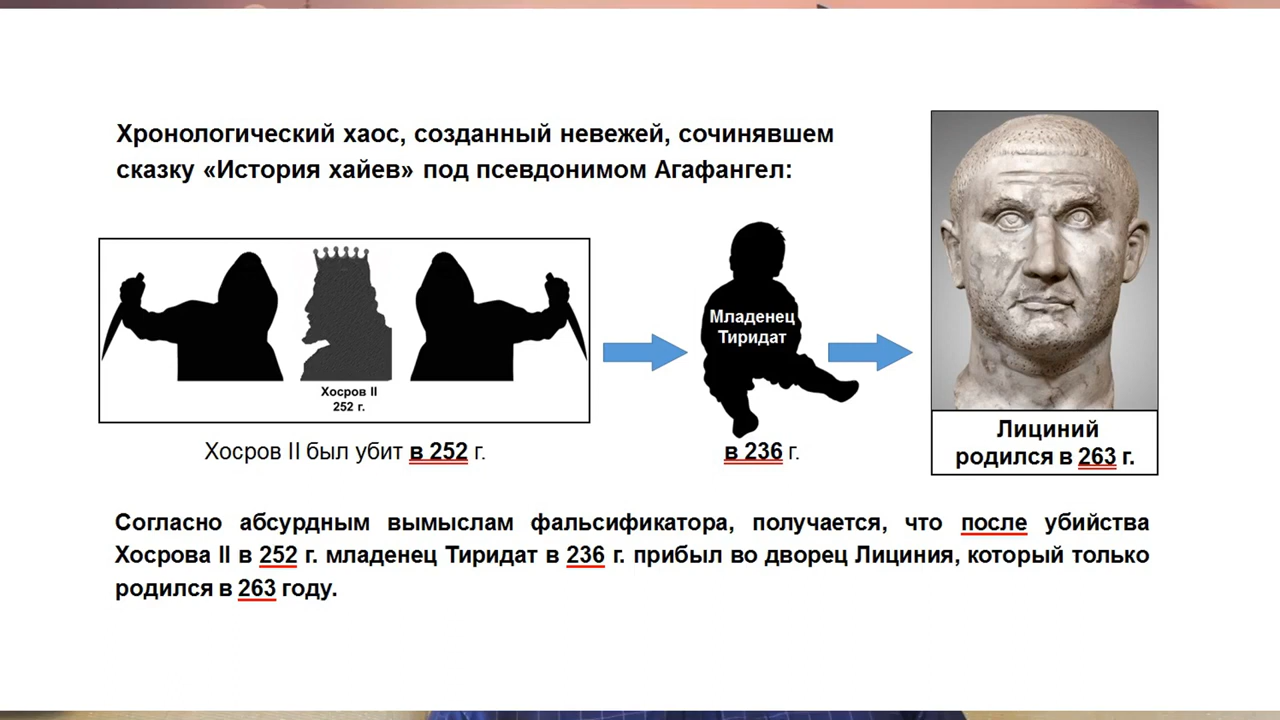 Хронологический хаос, созданный невежей, сочинявшем
сказку «История хайев» под псевдонимом Агафангел:
Хосров II
252 г.
Хосров II был убит в 252 г.
Младенец
Тиридат
в 236 г.
Лициний
родился в 263 г.
Согласно абсурдным вымыслам фальсификатора, получается, что после убийства
Хосрова II в 252 г. младенец Тиридат в 236 г. прибыл во дворец Лициния, который только
родился в 263 году.